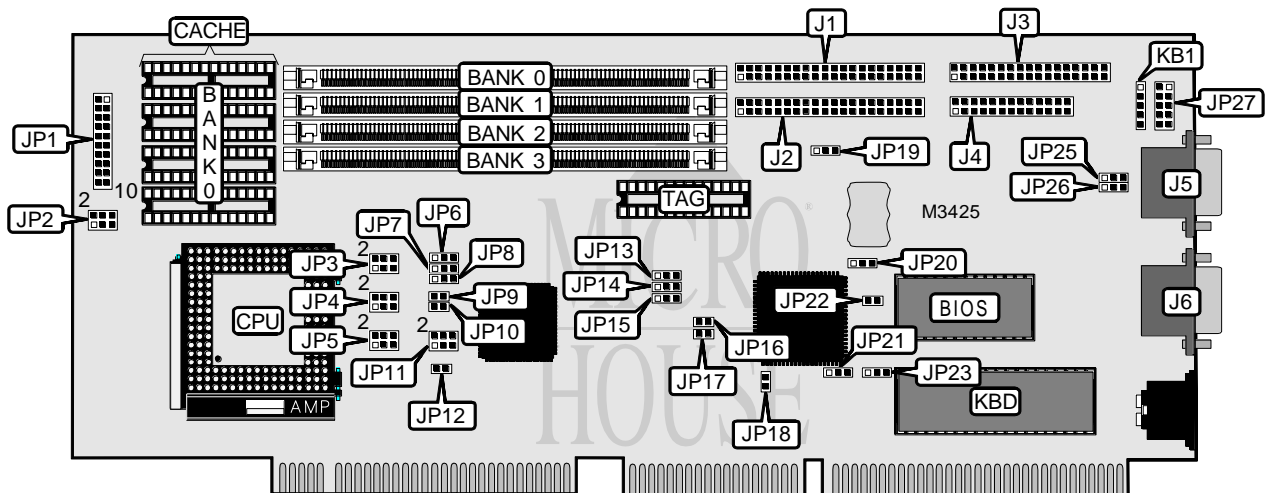 CACHE
J1
J3
KB1
BANK 0
BANK 1
BANK 2
BANK 3
BANK0
JP1
10
2
JP2
J2
JP19
J4
JP27
JP25
JP26
J5
TAG
M3425
JP7
JP6
JP8
2
JP3
2
JP4
2
JP5
CPU
JP9
JP10
2
JP11
JP12
JP13
JP14
JP15
JP16
JP17
JP18
JP20
JP22
BIOS
J6
JP21
JP23
KBD
AMP
MICRO
HOUSE
®